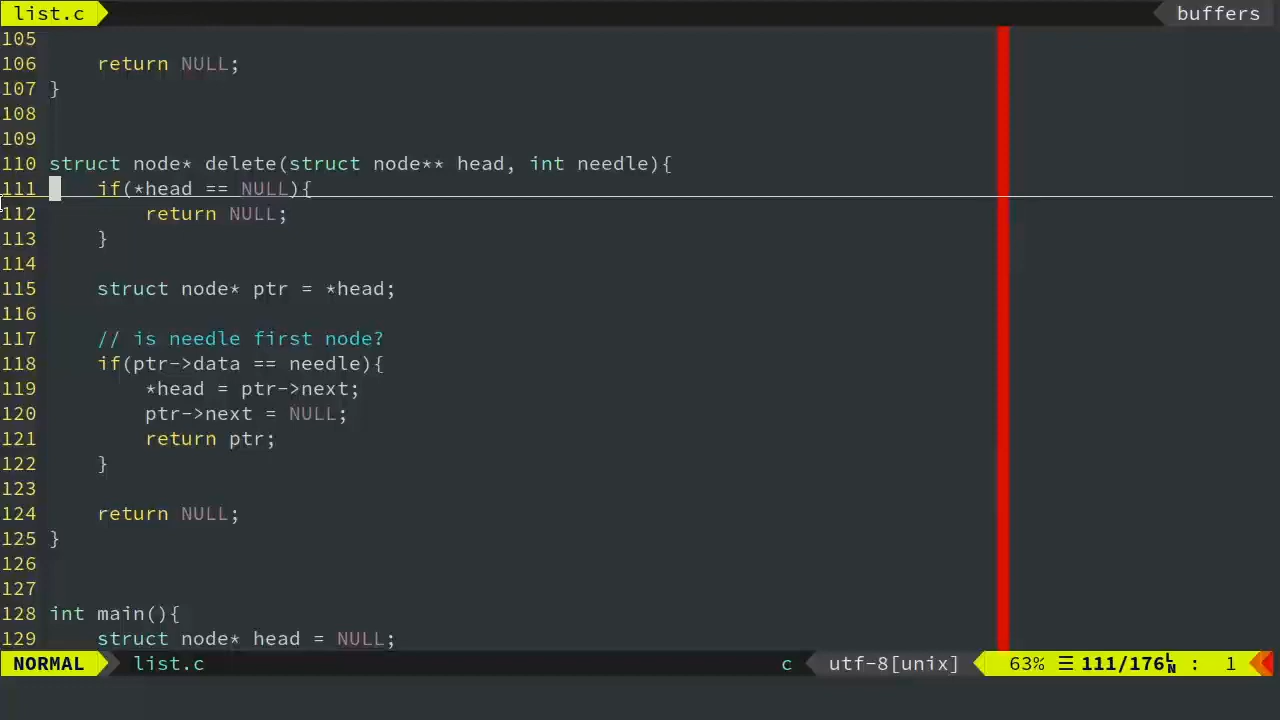 list.c buffers
105
106     return NULL;
107 }
108
109
110 struct node* delete(struct node** head, int needle){
111     if(*head == NULL){
112         return NULL;
113     }
114
115     struct node* ptr = *head;
116
117     // is needle first node?
118     if(ptr->data == needle){
119         *head = ptr->next;
120         ptr->next = NULL;
121         return ptr;
122     }
123
124     return NULL;
125 }
126
127
128 int main(){
129     struct node* head = NULL;
NORMAL list.c c utf-8[unix] 63% ☰ 111/176 LN : 1